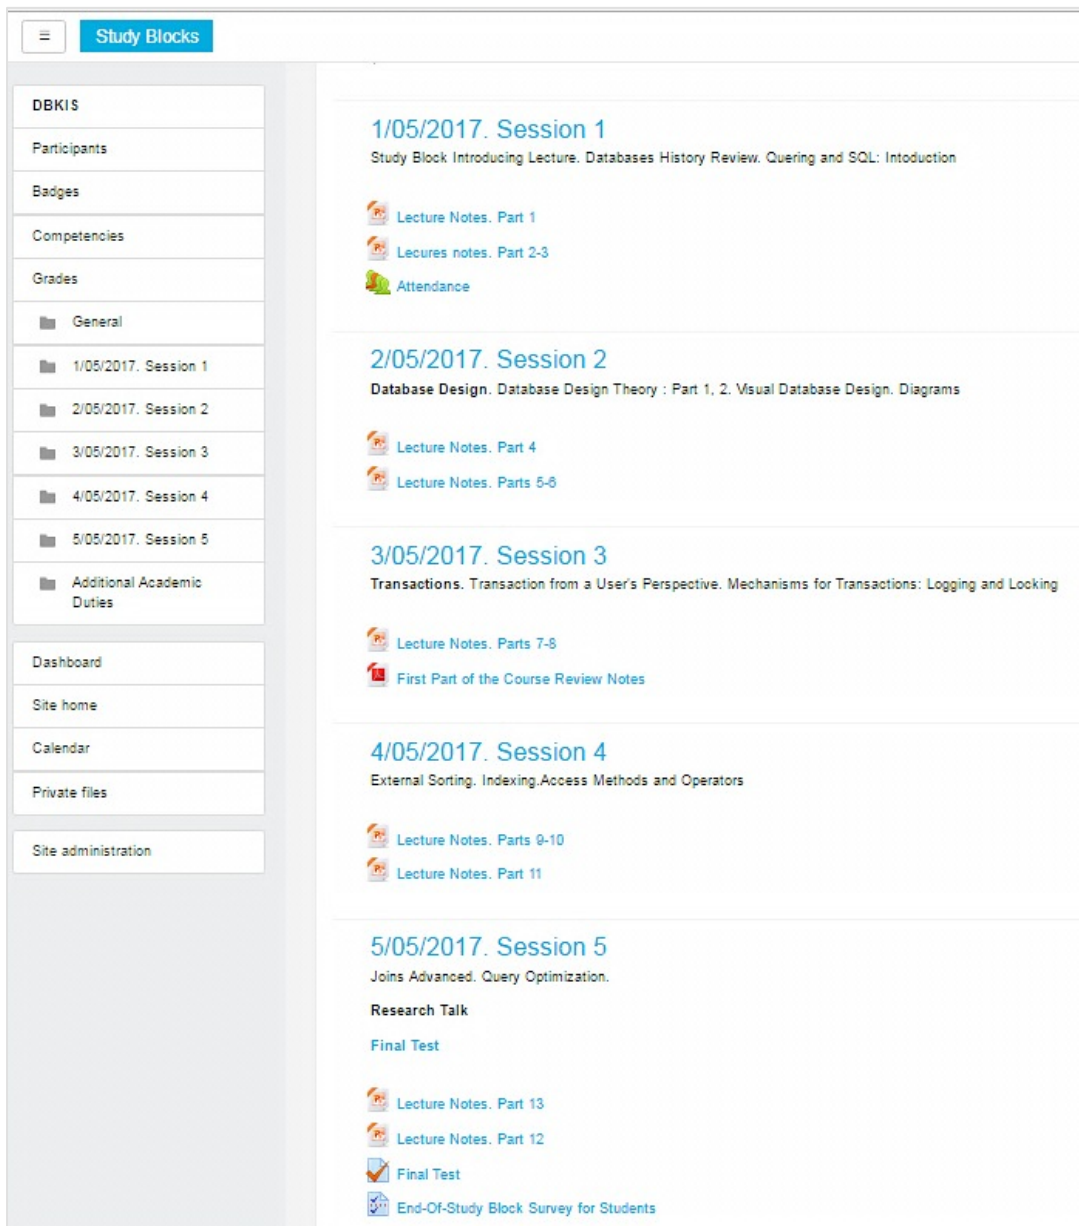 ☰ Study Blocks
DBKIS
Participants
Badges
Competencies
Grades
General
1/05/2017. Session 1
2/05/2017. Session 2
3/05/2017. Session 3
4/05/2017. Session 4
5/05/2017. Session 5
Additional Academic
Duties
Dashboard
Site home
Calendar
Private files
Site administration
1/05/2017. Session 1
Study Block Introducing Lecture. Databases History Review. Quering and SQL: Intoduction
Lecture Notes. Part 1
Lecures notes. Part 2-3
Attendance
2/05/2017. Session 2
Database Design. Database Design Theory : Part 1, 2. Visual Database Design. Diagrams
Lecture Notes. Part 4
Lecture Notes. Parts 5-6
3/05/2017. Session 3
Transactions. Transaction from a User's Perspective. Mechanisms for Transactions: Logging and Locking
Lecture Notes. Parts 7-8
First Part of the Course Review Notes
4/05/2017. Session 4
External Sorting. Indexing.Access Methods and Operators
Lecture Notes. Parts 9-10
Lecture Notes. Part 11
5/05/2017. Session 5
Joins Advanced. Query Optimization.
Research Talk
Final Test
Lecture Notes. Part 13
Lecture Notes. Part 12
Final Test
End-Of-Study Block Survey for Students